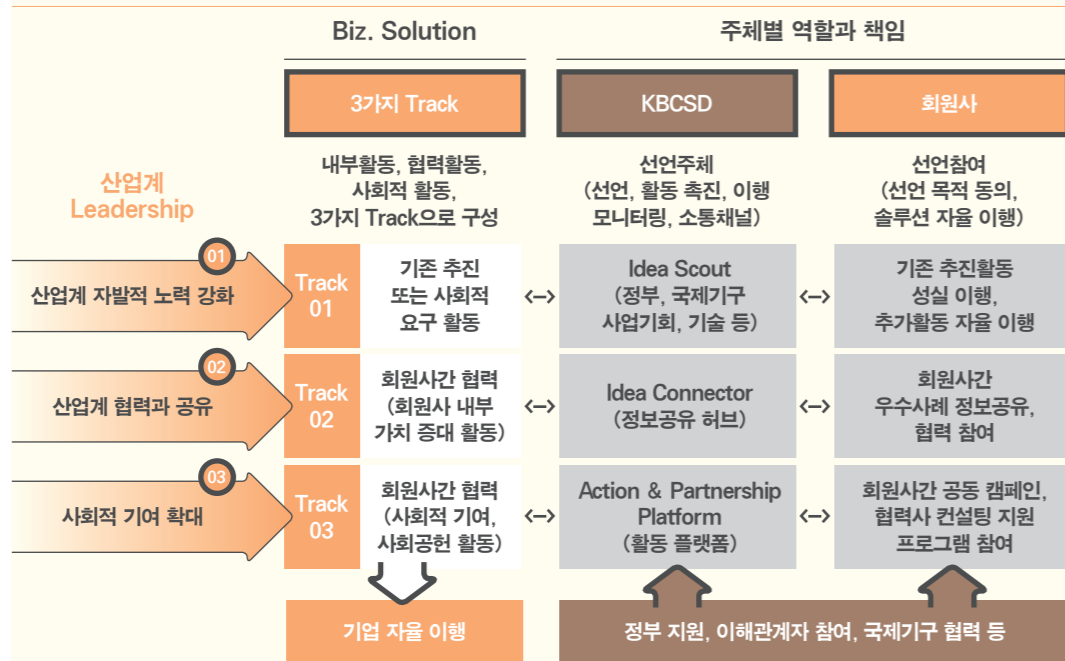 Biz. Solution
주체별 역할과 책임
3가지 Track
KBCSD
회원사
산업계
Leadership
내부활동, 협력활동,
사회적 활동,
3가지 Track으로 구성
선언주체
(선언, 활동 촉진, 이행
모니터링, 소통채널)
선언참여
(선언 목적 동의,
솔루션 자율 이행)
01
산업계 자발적 노력 강화
Track
01
기존 추진
또는 사회적
요구 활동
Idea Scout
(정부, 국제기구
사업기회, 기술 등)
기존 추진활동
성실 이행,
추가활동 자율 이행
02
산업계 협력과 공유
Track
02
회원사간 협력
(회원사 내부
가치 증대 활동)
Idea Connector
(정보공유 허브)
회원사간
우수사례 정보공유,
협력 참여
03
사회적 기여 확대
Track
03
회원사간 협력
(사회적 기여,
사회공헌 활동)
Action & Partnership
Platform
(활동 플랫폼)
회원사간 공동 캠페인,
협력사 컨설팅 지원
프로그램 참여
기업 자율 이행
정부 지원, 이해관계자 참여, 국제기구 협력 등